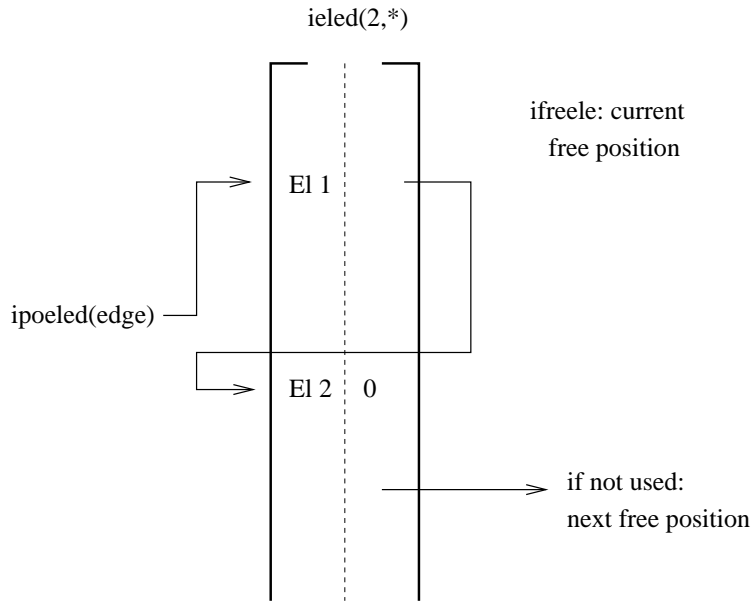 ieled(2,*)
ifreele: current
free position
El 1
ipoeled(edge)
El 2 0
if not used:
next free position